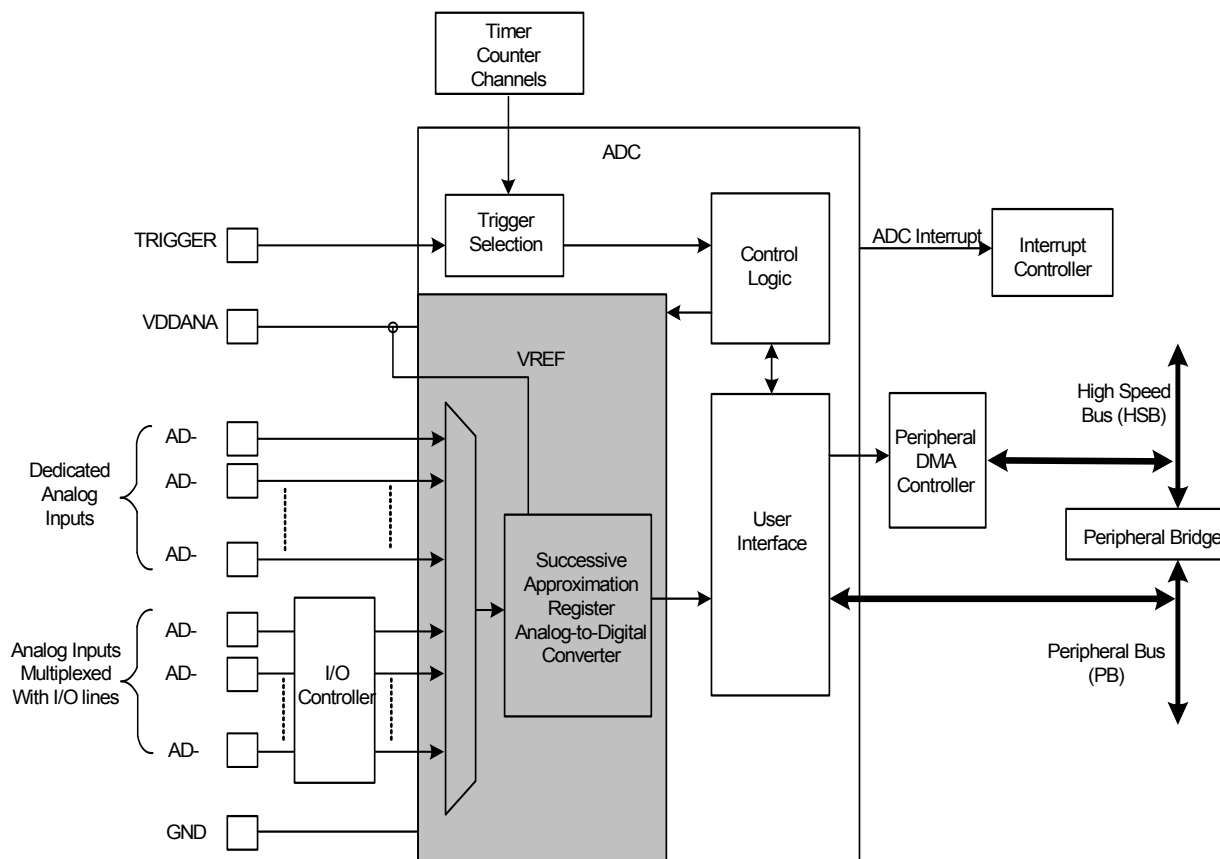 Timer
Counter
Channels
ADC
TRIGGER
Trigger
Selection
Control
Logic
ADC Interrupt
Interrupt
Controller
VDDANA
VREF
High Speed
Bus (HSB)
Dedicated
Analog
Inputs
AD-
AD-
AD-
Peripheral
DMA
Controller
User
Interface
Peripheral Bridge
Successive
Approximation
Register
Analog-to-Digital
Converter
Analog Inputs
Multiplexed
With I/O lines
AD-
AD-
AD-
I/O
Controller
Peripheral Bus
(PB)
GND